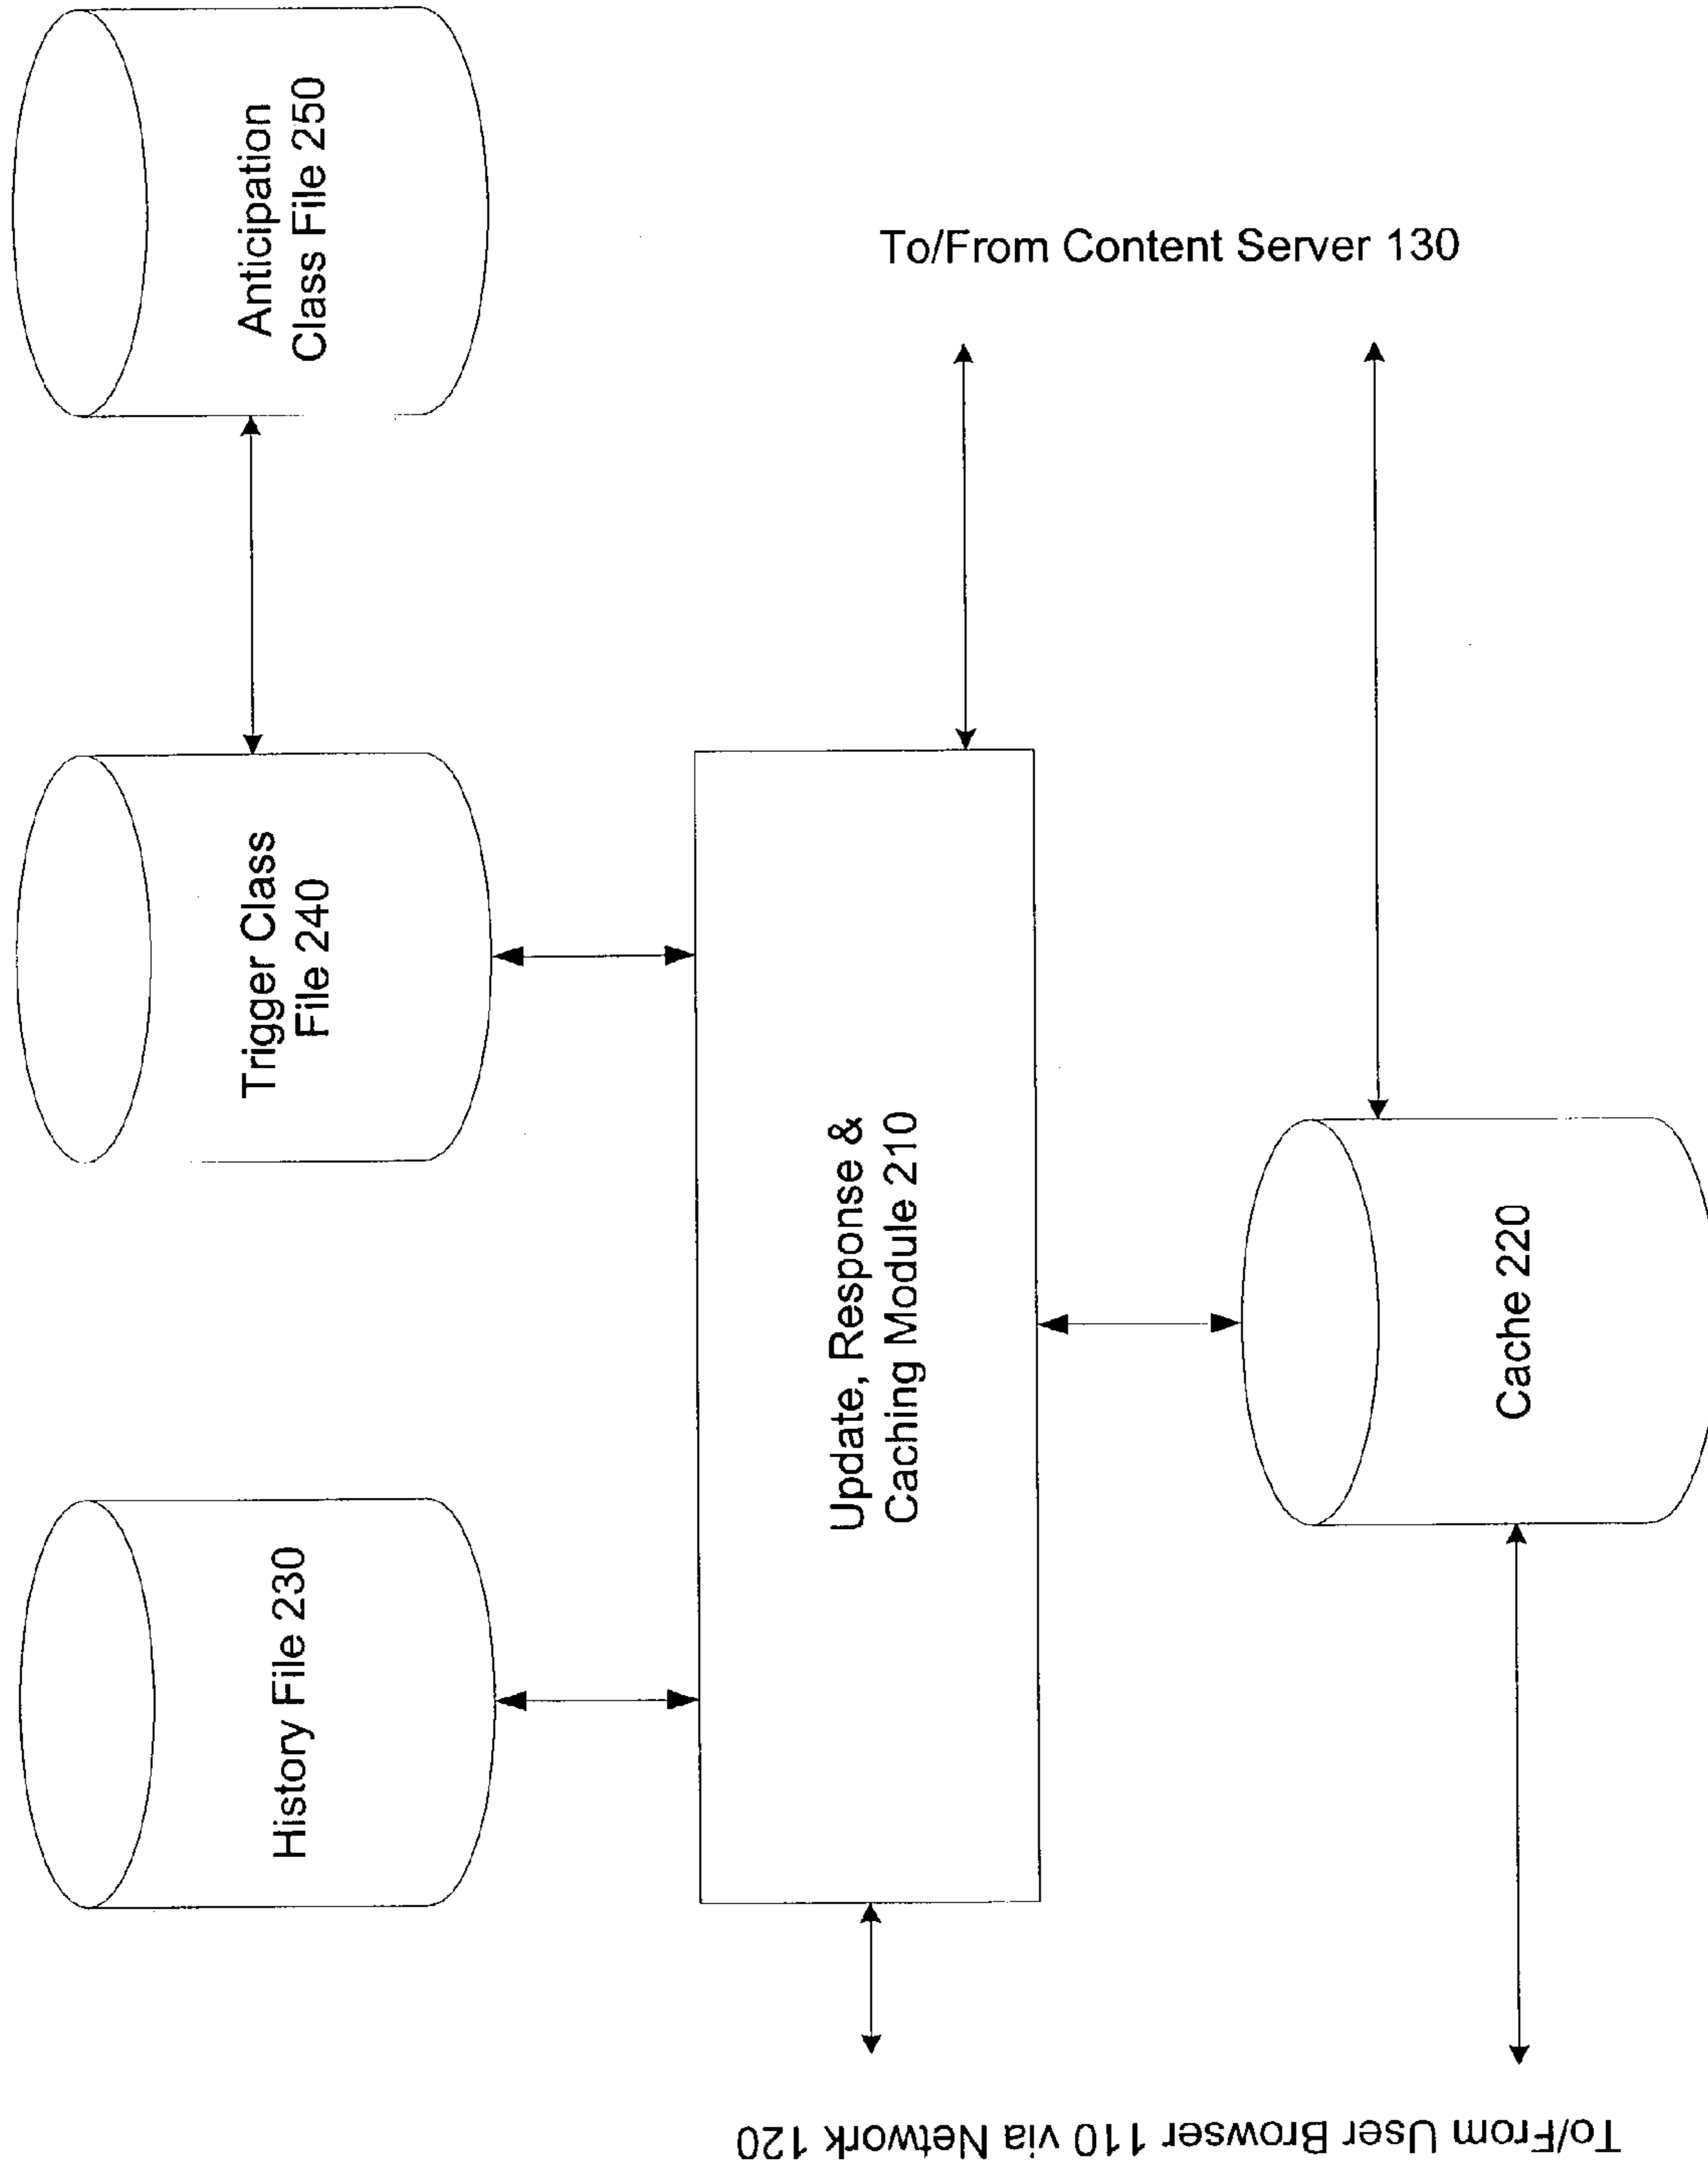 History File 230
Trigger Class
File 240
Anticipation
Class File 250
Update, Response &
Caching Module 210
Cache 220
To/From User Browser 110 via Network 120
To/From Content Server 130